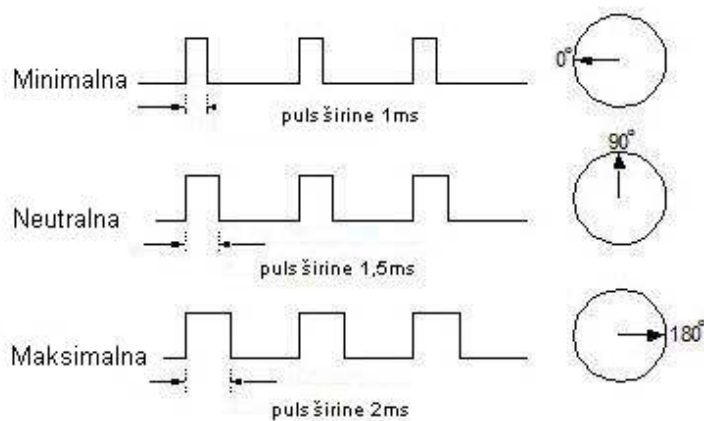 Minimalna
0°
puls širine 1ms
90°
Neutralna
puls širine 1,5ms
Maksimalna
180°
puls širine 2ms